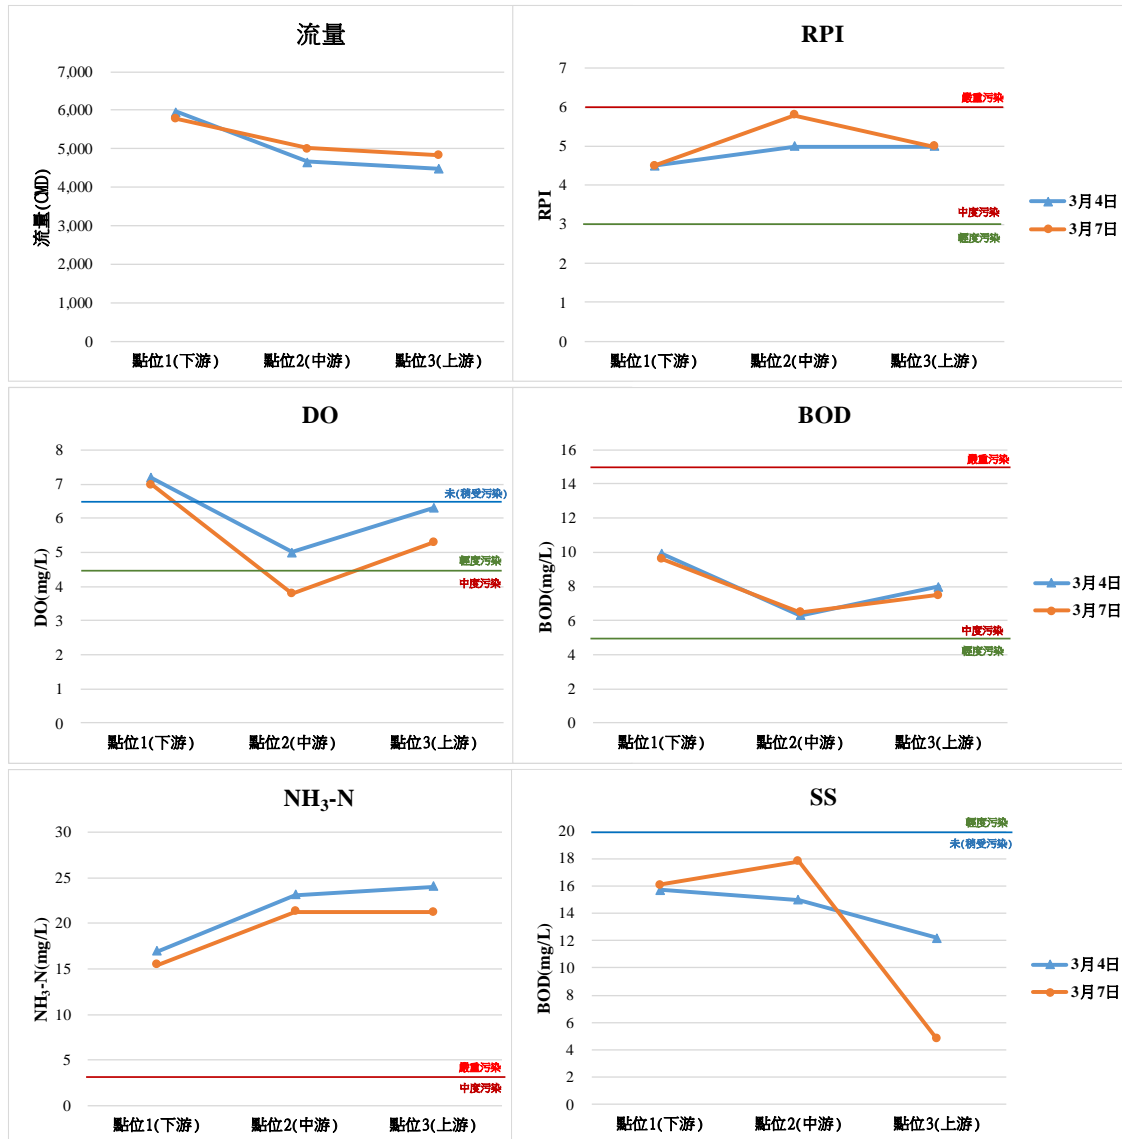 流量
7,000
6,000
5,000
4,000
3,000
2,000
1,000
0
流量(CMD)
點位1(下游)
點位2(中游)
點位3(上游)
RPI
7
6
5
4
3
2
1
0
RPI
嚴重污染
中度污染
輕度污染
點位1(下游)
點位2(中游)
點位3(上游)
3月4日
3月7日
DO
8
7
6
5
4
3
2
1
0
DO(mg/L)
未(稍受污染)
輕度污染
中度污染
點位1(下游)
點位2(中游)
點位3(上游)
BOD
16
14
12
10
8
6
4
2
0
BOD(mg/L)
嚴重污染
中度污染
輕度污染
點位1(下游)
點位2(中游)
點位3(上游)
3月4日
3月7日
NH₃-N
30
25
20
15
10
5
0
NH₃-N(mg/L)
嚴重污染
中度污染
點位1(下游)
點位2(中游)
點位3(上游)
SS
20
18
16
14
12
10
8
6
4
2
0
BOD(mg/L)
輕度污染
未(稍受污染)
點位1(下游)
點位2(中游)
點位3(上游)
3月4日
3月7日